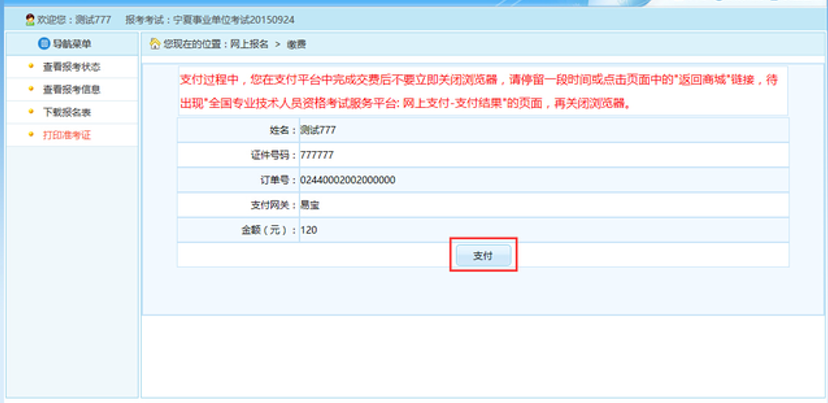 欢迎您：测试777 报考考试：宁夏事业单位考试20150924
导航菜单
查看报考状态
查看报考信息
下载报名表
打印准考证
您现在的位置：网上报名 > 缴费
支付过程中，您在支付平台中完成交费后不要立即关闭浏览器，请停留一段时间或点击页面中的"返回商城"链接，待
出现"全国专业技术人员资格考试服务平台: 网上支付-支付结果"的页面，再关闭浏览器。
姓名：测试777
证件号码：777777
订单号：02440002002000000
支付网关：易宝
金额（元）：120
支付